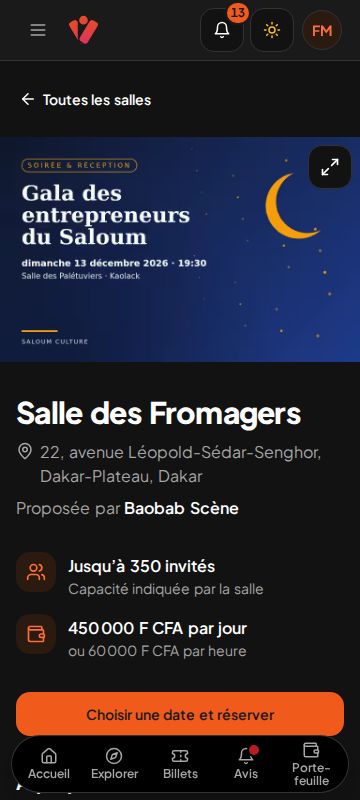 13
FM
Toutes les salles
SOIRÉE & RÉCEPTION
Gala des
entrepreneurs
du Saloum
dimanche 13 décembre 2026 · 19:30
Salle des Palétuviers · Kaolack
SALOUM CULTURE
Salle des Fromagers
22, avenue Léopold-Sédar-Senghor,
Dakar-Plateau, Dakar
Proposée par Baobab Scène
Jusqu'à 350 invités
Capacité indiquée par la salle
450 000 F CFA par jour
ou 60 000 F CFA par heure
Choisir une date et réserver
Accueil
Explorer
Billets
Avis
Porte-
feuille